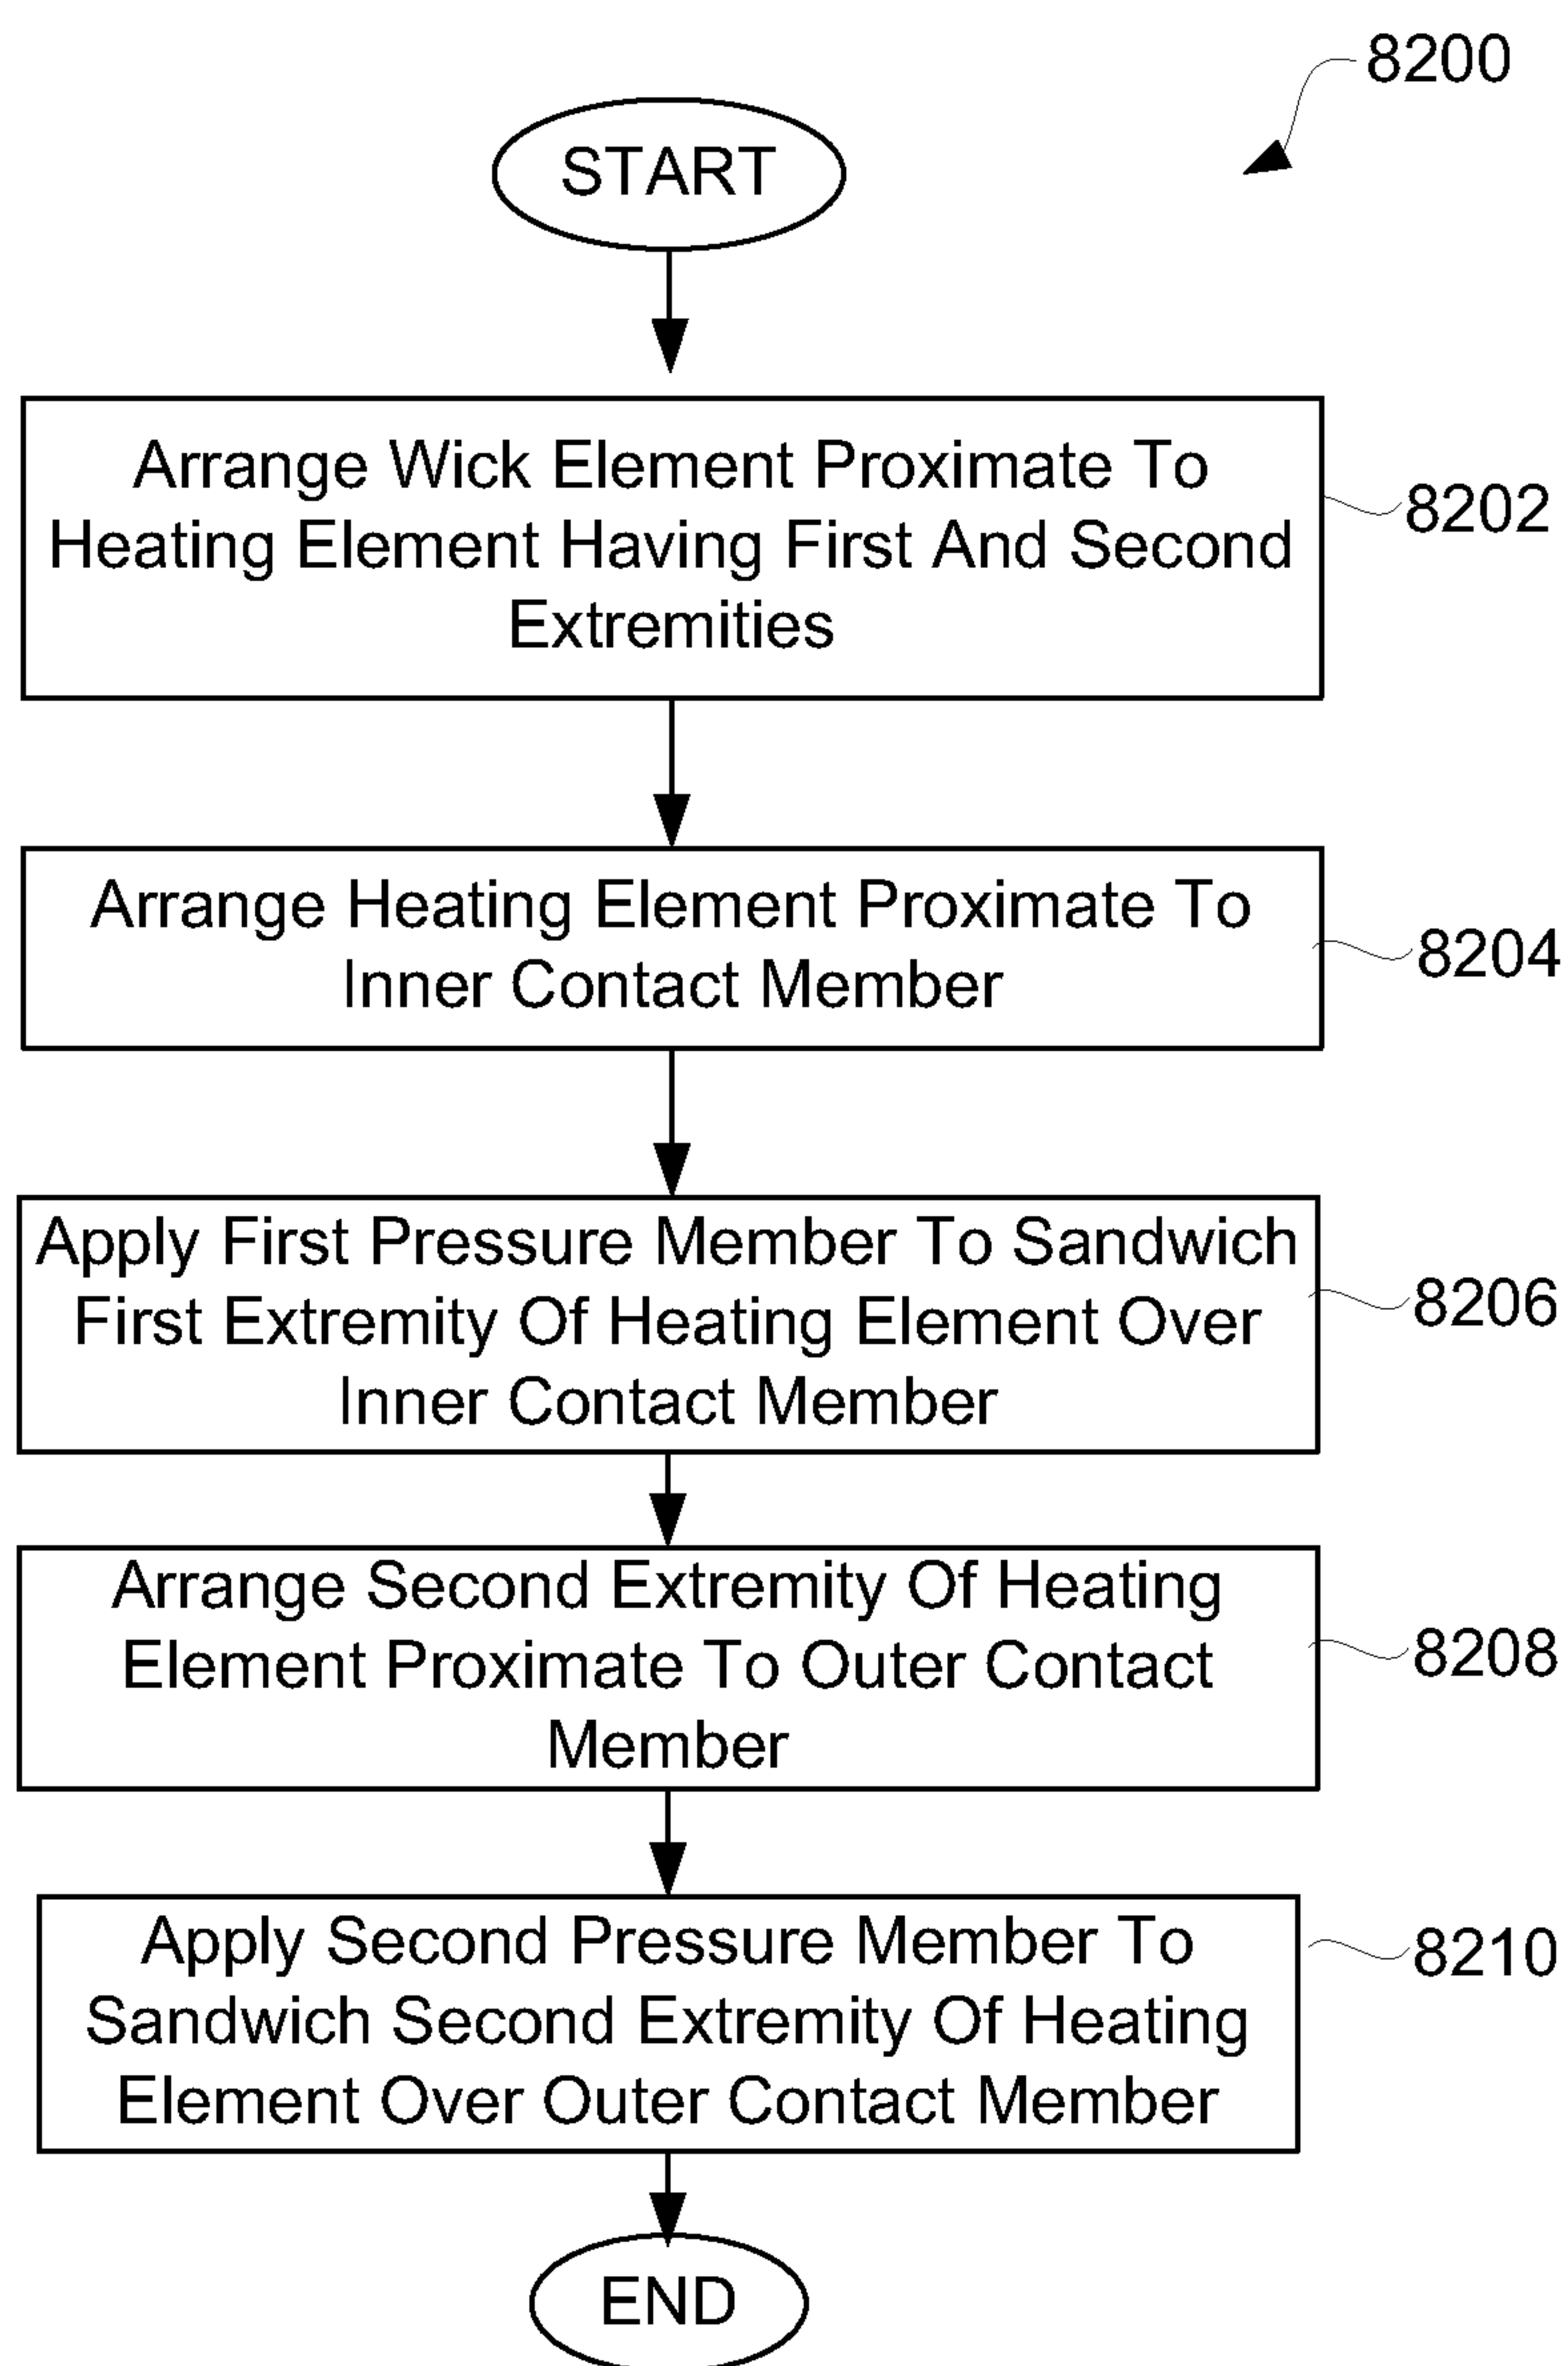 8200
START
Arrange Wick Element Proximate To
Heating Element Having First And Second
Extremities
8202
Arrange Heating Element Proximate To
Inner Contact Member
8204
Apply First Pressure Member To Sandwich
First Extremity Of Heating Element Over
Inner Contact Member
8206
Arrange Second Extremity Of Heating
Element Proximate To Outer Contact
Member
8208
Apply Second Pressure Member To
Sandwich Second Extremity Of Heating
Element Over Outer Contact Member
8210
END